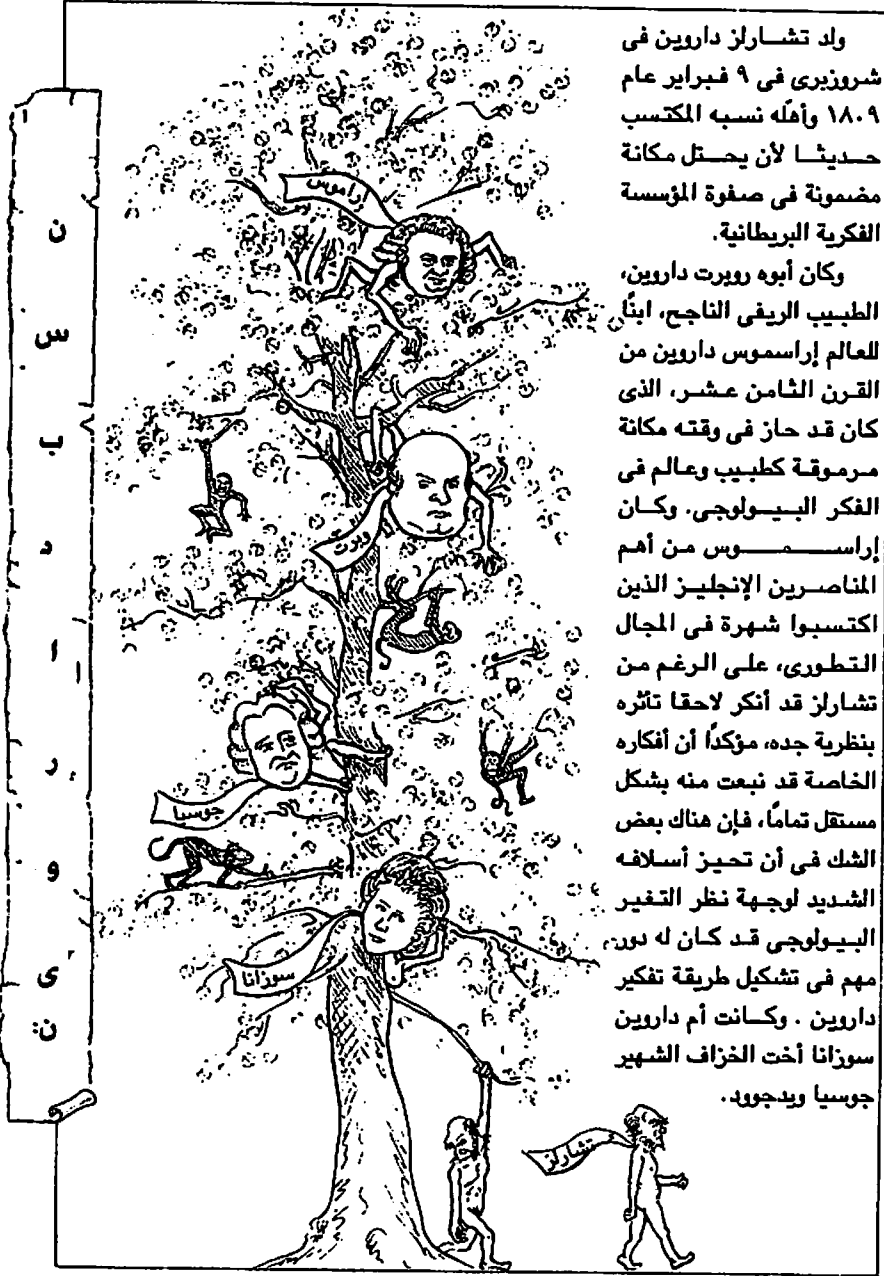 ولد تشارلز داروين فى
شروزبرى فى ٩ فبراير عام
١٨٠٩ وأهّله نسبه المكتسب
حديثا لأن يحتل مكانة
مضمونة فى صفوة المؤسسة
الفكرية البريطانية.
وكان أبوه روبرت داروين،
الطبيب الريفى الناجح، ابنًا
للعالم إراسموس داروين من
القرن الثامن عشر، الذى
كان قد حاز فى وقته مكانة
مرموقة كطبيب وعالم فى
الفكر البيولوجى. وكان
إراسموس من أهم
المناصرين الإنجليز الذين
اكتسبوا شهرة فى المجال
التطورى، على الرغم من
تشارلز قد أنكر لاحقا تأثره
بنظرية جده، مؤكدًا أن أفكاره
الخاصة قد نبعت منه بشكل
مستقل تمامًا، فإن هناك بعض
الشك فى أن تحيز أسلافه
الشديد لوجهة نظر التغير
البيولوجى قد كان له دور
مهم فى تشكيل طريقة تفكير
داروين . وكانت أم داروين
سوزانا أخت الخزاف الشهير
جوسيا ويدجوود.
إراموس
وبرت
جوسيا
سوزانا
تشارلز
ن
س
ب
د
ا
ر
و
ى
ن: